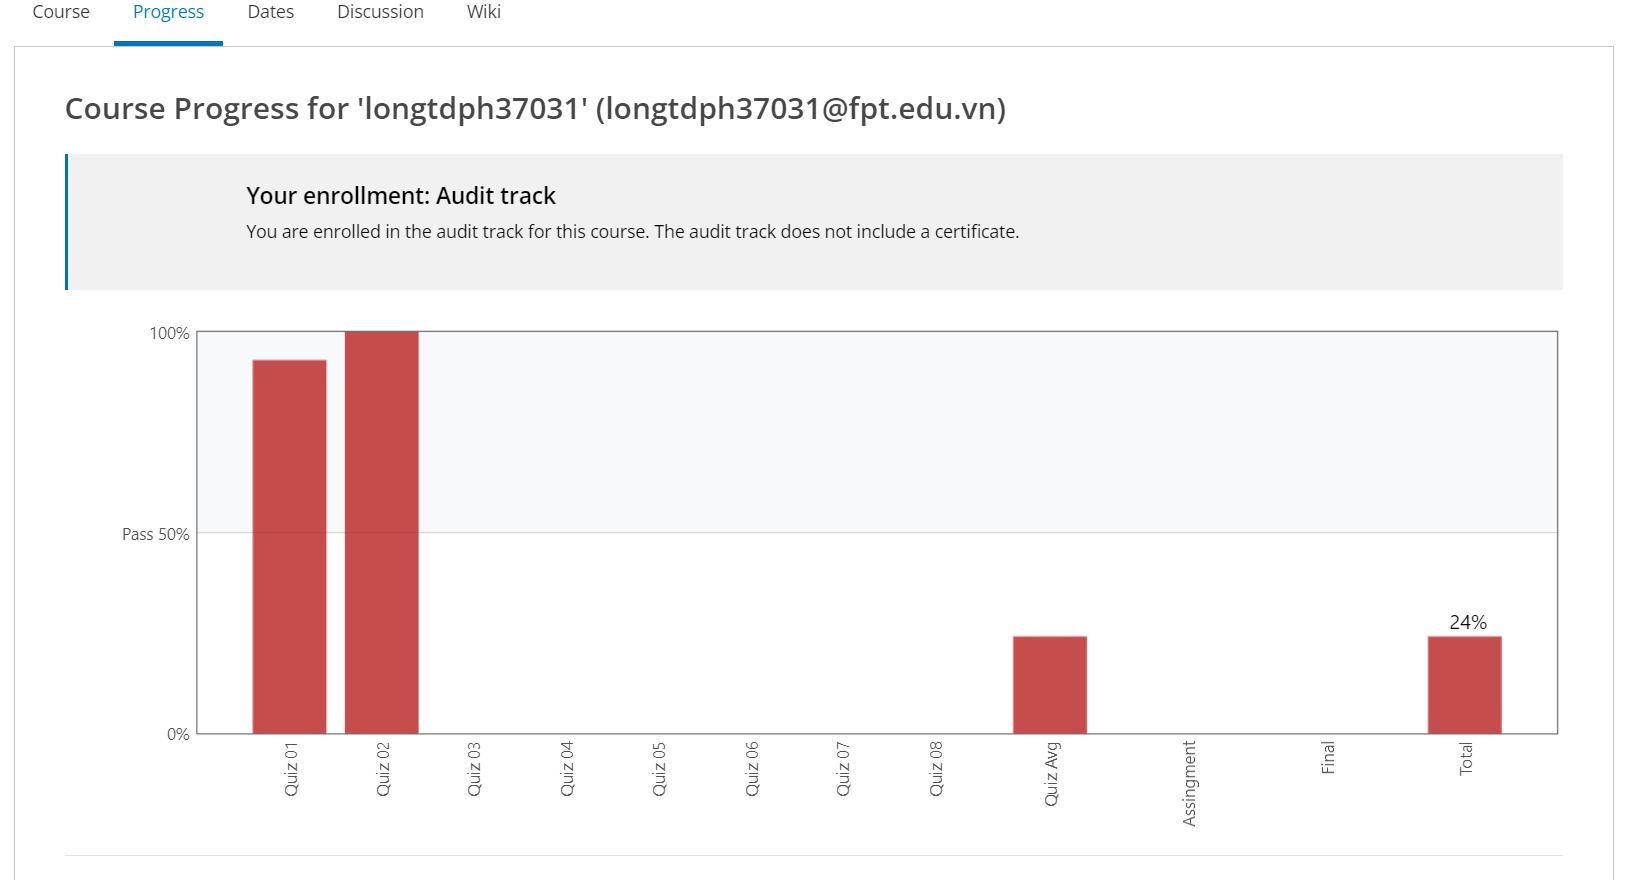 Course Progress Dates Discussion Wiki
Course Progress for 'longtdph37031' (longtdph37031@fpt.edu.vn)
Your enrollment: Audit track
You are enrolled in the audit track for this course. The audit track does not include a certificate.
100%
Pass 50%
0%
24%
Quiz 01
Quiz 02
Quiz 03
Quiz 04
Quiz 05
Quiz 06
Quiz 07
Quiz 08
Quiz Avg
Assingment
Final
Total